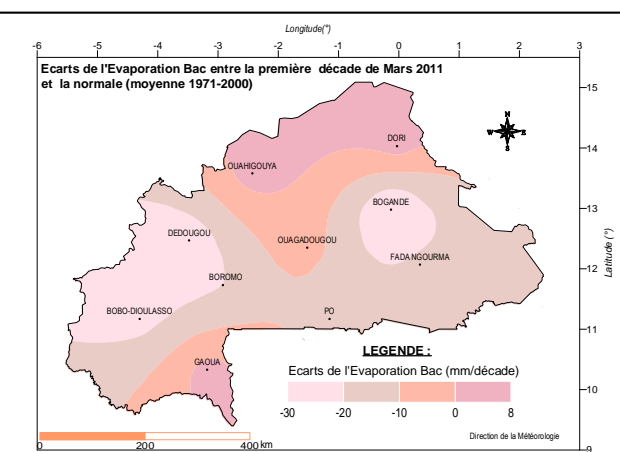 Longitude(°)
-6 -5 -4 -3 -2 -1 0 1 2 3
Ecarts de l'Evaporation Bac entre la première décade de Mars 2011
et la normale (moyenne 1971-2000)
15
N
W E
S
DORI
14
OUAHIGOUYA
BOGANDE
13
DEDOUGOU
OUAGADOUGOU
Latitude (°)
FADANGOURMA
12
BOROMO
BOBO-DIOULASSO
PO
11
LEGENDE :
GAOUA
Ecarts de l'Evaporation Bac (mm/décade)
10
-30 -20 -10 0 8
Direction de la Météorologie
0 200 400 km
9